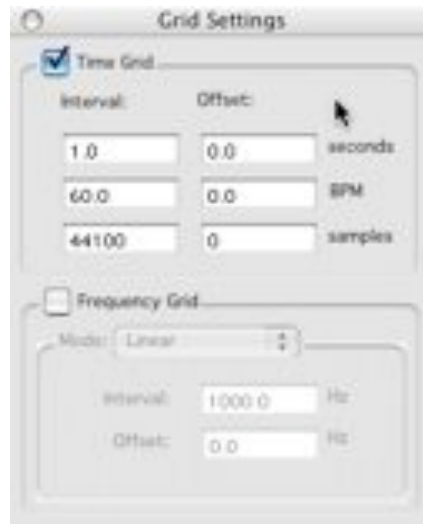 Grid Settings
Time Grid
Interval: Offset:
1.0 0.0 seconds
60.0 0.0 BPM
44100 0 samples
Frequency Grid
Mode: Linear
Interval: 1000.0 Hz
Offset: 0.0 Hz